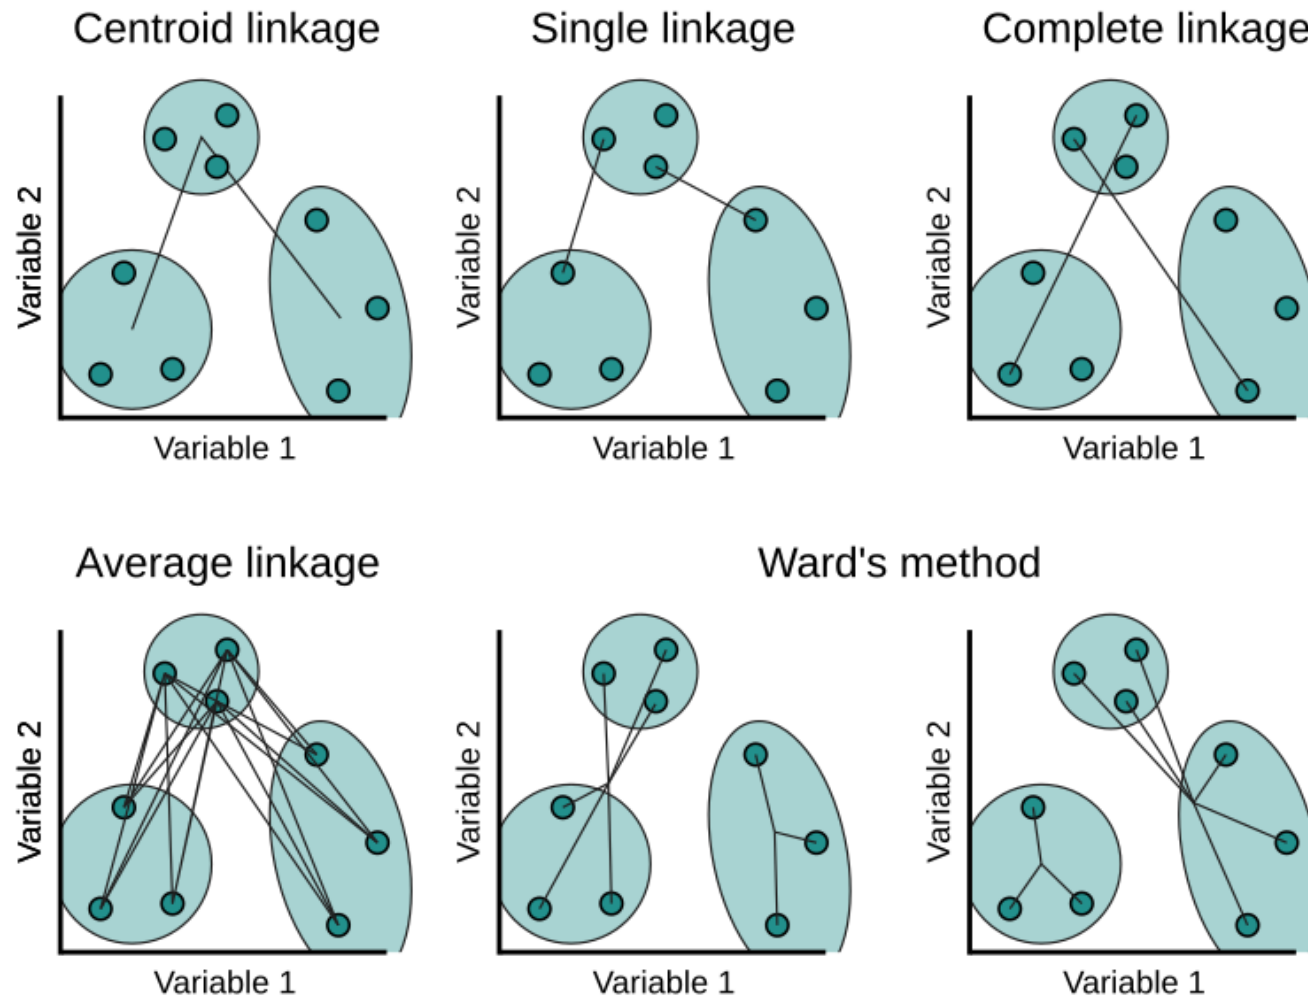 Centroid linkage
Single linkage
Complete linkage
Variable 2
Variable 2
Variable 2
Variable 1
Variable 1
Variable 1
Average linkage
Ward's method
Variable 2
Variable 2
Variable 2
Variable 1
Variable 1
Variable 1